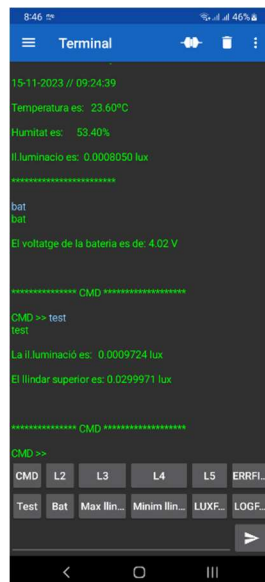 8:46
46%
Terminal
15-11-2023 // 09:24:39
Temperatura es: 23.60ºC
Humitat es: 53.40%
Il.luminacio es: 0.0008050 lux
************************
bat
bat
El voltatge de la bateria es de: 4.02 V
*************** CMD *******************
CMD >> test
test
La il.luminació es: 0.0009724 lux
El llindar superior es: 0.0299971 lux
*************** CMD *******************
CMD >>
CMD L2 L3 L4 L5 ERRFI...
Test Bat Max llin... Minim llin... LUXF... LOGF...